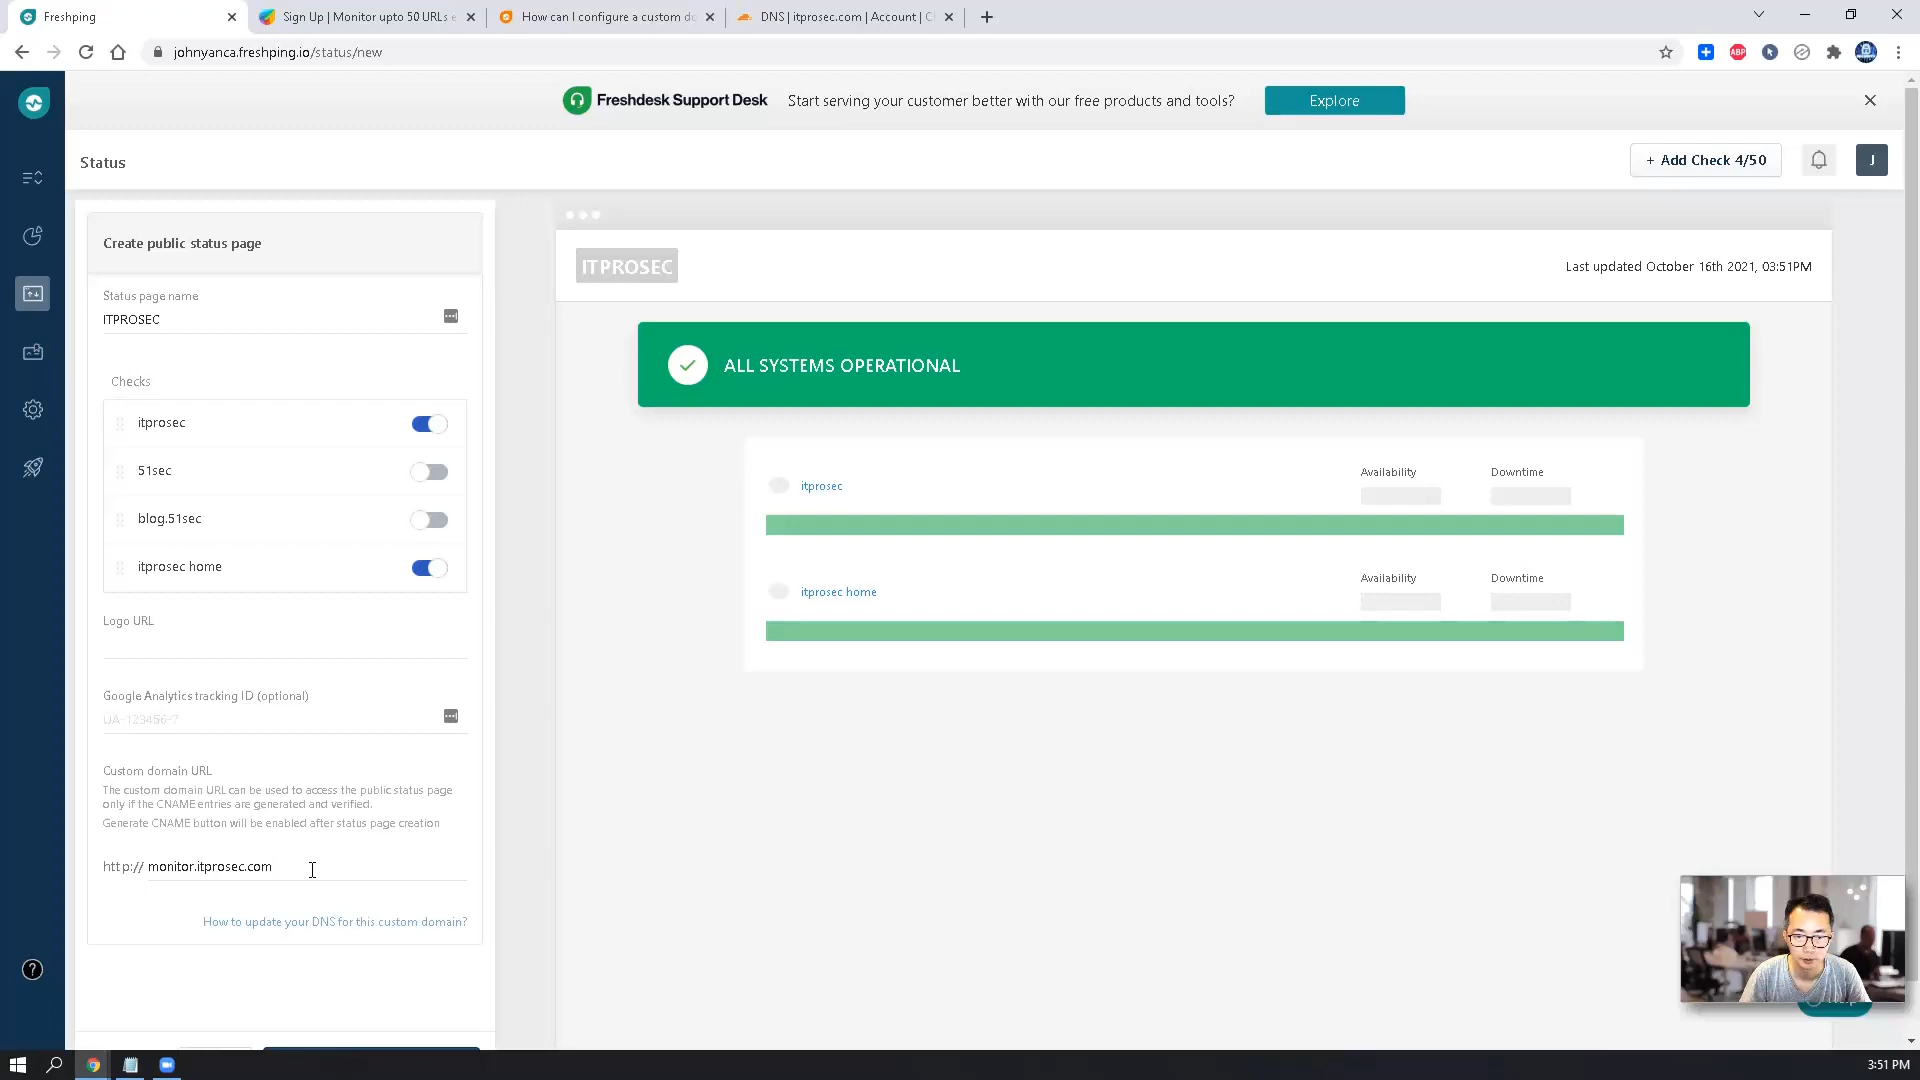 Freshping
Sign Up | Monitor upto 50 URLs e
How can I configure a custom do
DNS | itprosec.com | Account | C
johnyanca.freshping.io/status/new
ABP
Freshdesk Support Desk
Start serving your customer better with our free products and tools?
Explore
Status
+ Add Check 4/50
J
Create public status page
Status page name
ITPROSEC
Checks
itprosec
51sec
blog.51sec
itprosec home
Logo URL
Google Analytics tracking ID (optional)
UA-123456-7
Custom domain URL
The custom domain URL can be used to access the public status page
only if the CNAME entries are generated and verified.
Generate CNAME button will be enabled after status page creation
http:// monitor.itprosec.com
How to update your DNS for this custom domain?
ITPROSEC
Last updated October 16th 2021, 03:51PM
ALL SYSTEMS OPERATIONAL
itprosec
Availability
Downtime
itprosec home
Availability
Downtime
3:51 PM